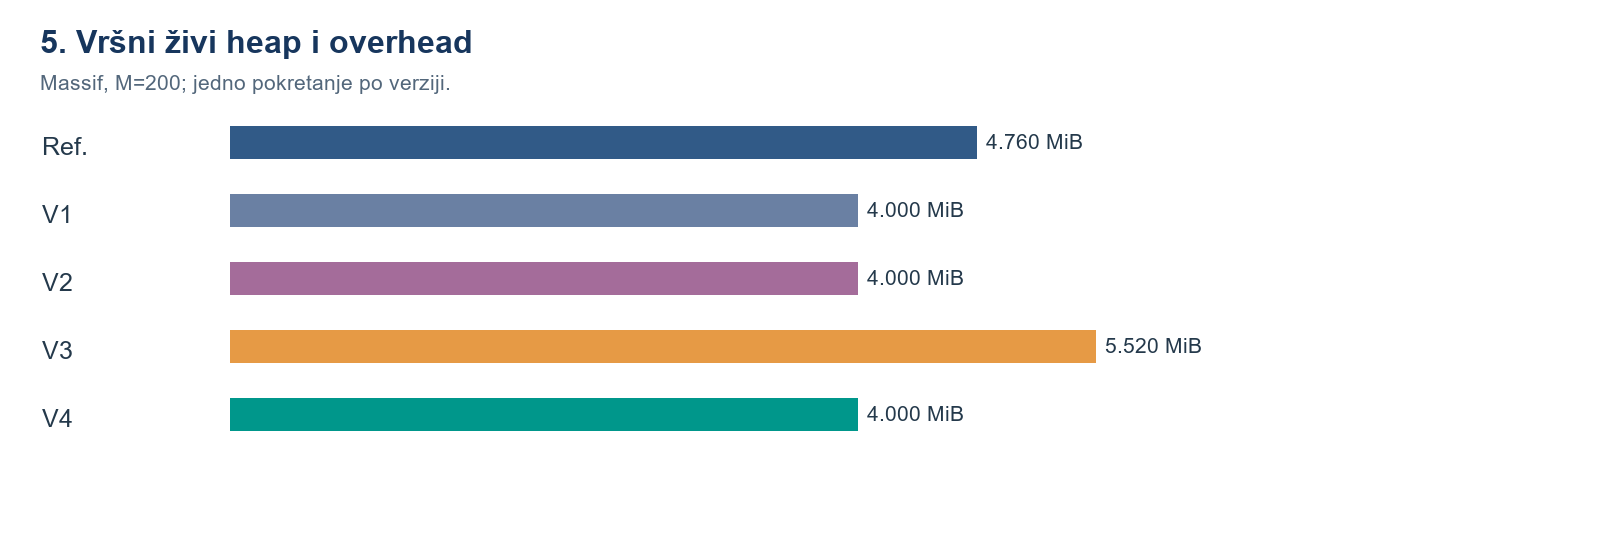 5. Vršni živi heap i overhead
Massif, M=200; jedno pokretanje po verziji.
Ref. 4.760 MiB
V1 4.000 MiB
V2 4.000 MiB
V3 5.520 MiB
V4 4.000 MiB